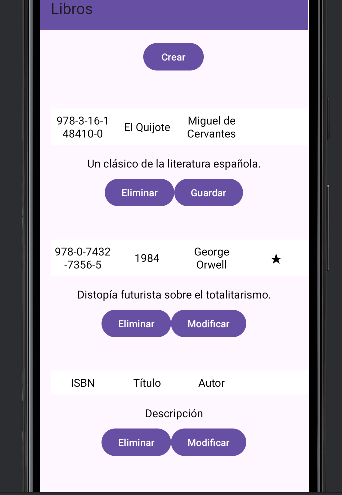 Libros
Crear
978-3-16-1
48410-0
El Quijote
Miguel de
Cervantes
Un clásico de la literatura española.
Eliminar Guardar
978-0-7432
-7356-5
1984
George
Orwell
★
Distopía futurista sobre el totalitarismo.
Eliminar Modificar
ISBN Título Autor
Descripción
Eliminar Modificar